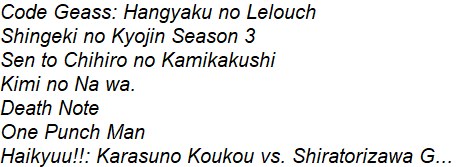 Code Geass: Hangyaku no Lelouch
Shingeki no Kyojin Season 3
Sen to Chihiro no Kamikakushi
Kimi no Na wa.
Death Note
One Punch Man
Haikyuu!!: Karasuno Koukou vs. Shiratorizawa G...